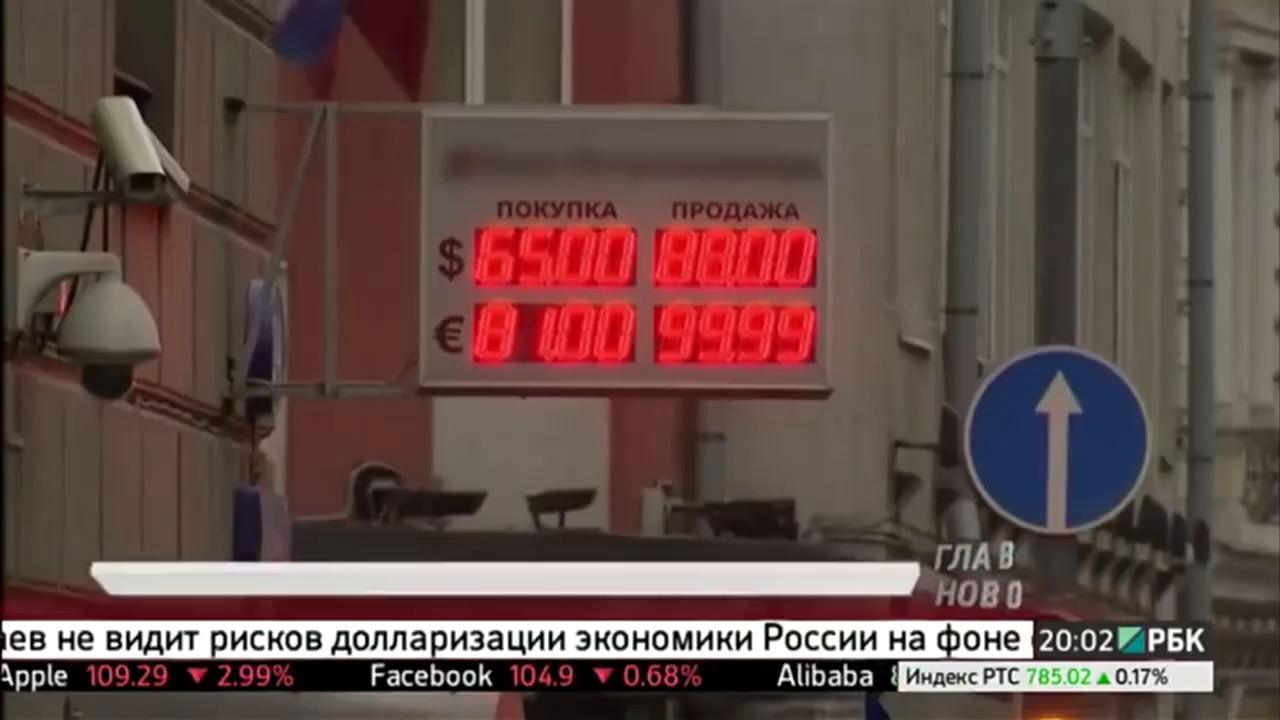 ПОКУПКА ПРОДАЖА
$ 65.00 88.00
€ 81.00 99.99
ГЛАВ
НОВО
не видит рисков долларизации экономики России на фоне 20:02 РБК
Apple 109.29 ▼ 2.99% Facebook 104.9 ▼ 0.68% Alibaba Индекс РТС 785.02 ▲ 0.17%